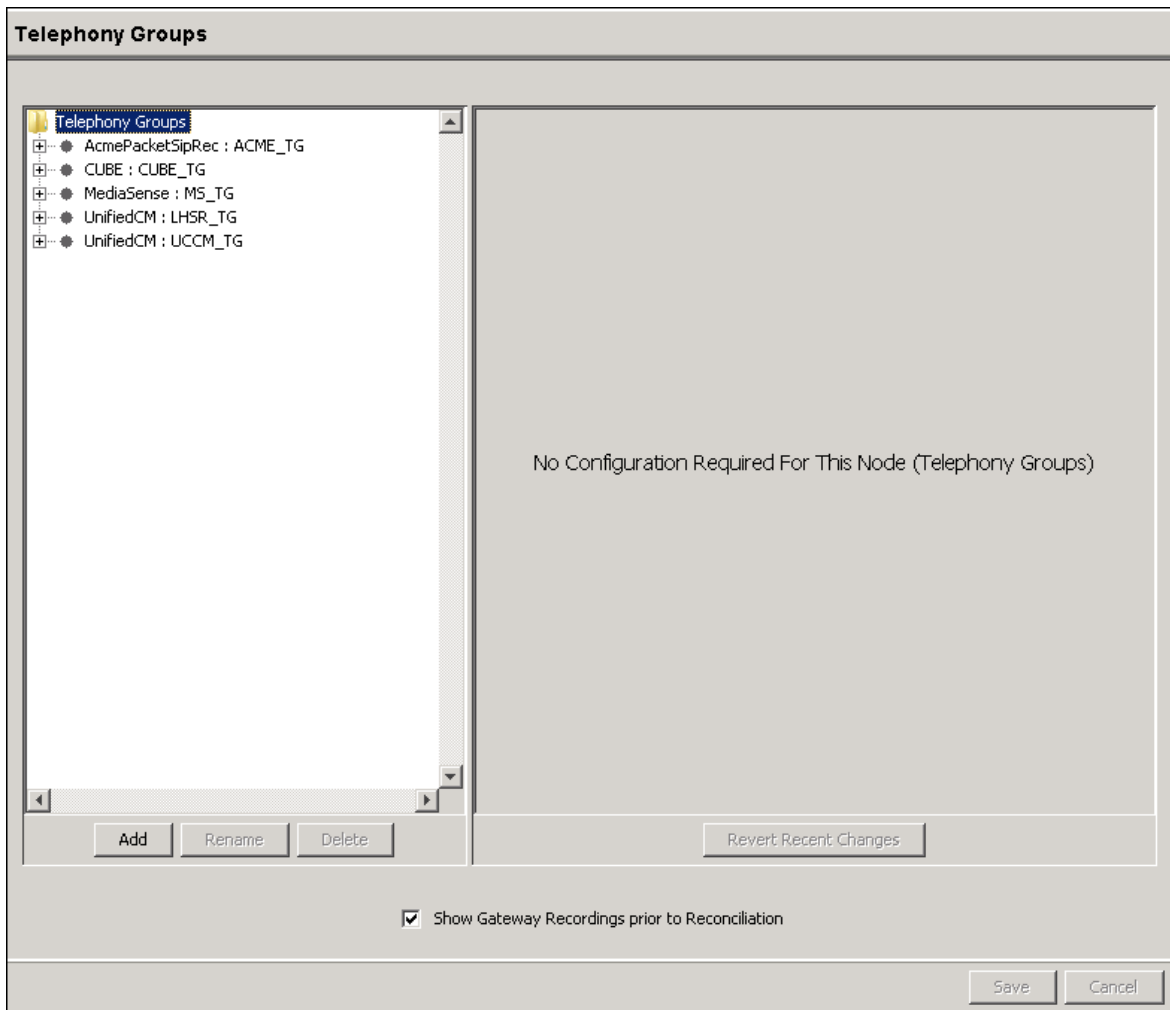 Telephony Groups
Telephony Groups
AcmePacketSipRec : ACME_TG
CUBE : CUBE_TG
MediaSense : MS_TG
UnifiedCM : LHSR_TG
UnifiedCM : UCCM_TG
No Configuration Required For This Node (Telephony Groups)
Add Rename Delete
Revert Recent Changes
Show Gateway Recordings prior to Reconciliation
Save Cancel